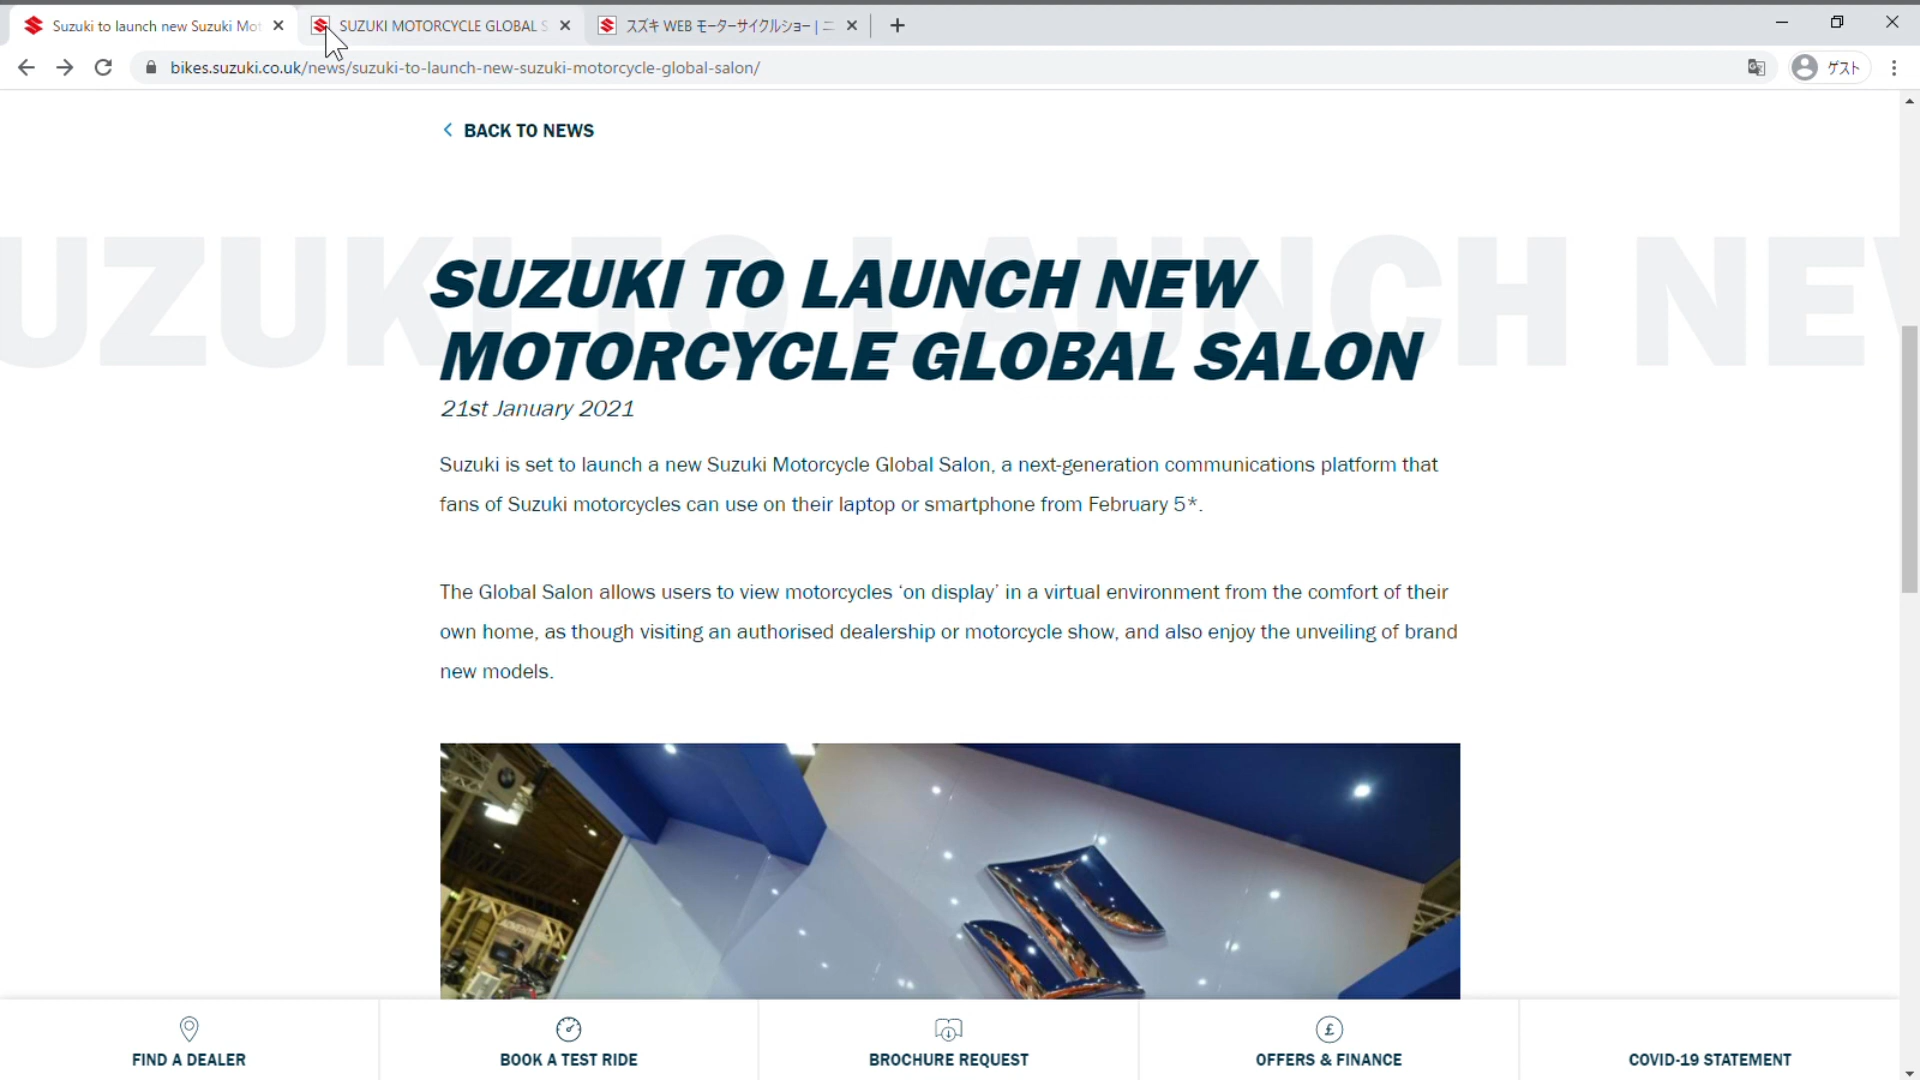 Suzuki to launch new Suzuki Mot
SUZUKI MOTORCYCLE GLOBAL S
スズキ WEB モーターサイクルショー | 二
bikes.suzuki.co.uk/news/suzuki-to-launch-new-suzuki-motorcycle-global-salon/
ゲスト
BACK TO NEWS
UZUKI TO LAUNCH NEW
SUZUKI TO LAUNCH NEW
MOTORCYCLE GLOBAL SALON
21st January 2021
Suzuki is set to launch a new Suzuki Motorcycle Global Salon, a next-generation communications platform that
fans of Suzuki motorcycles can use on their laptop or smartphone from February 5*.
The Global Salon allows users to view motorcycles ‘on display’ in a virtual environment from the comfort of their
own home, as though visiting an authorised dealership or motorcycle show, and also enjoy the unveiling of brand
new models.
FIND A DEALER
BOOK A TEST RIDE
BROCHURE REQUEST
OFFERS & FINANCE
COVID-19 STATEMENT